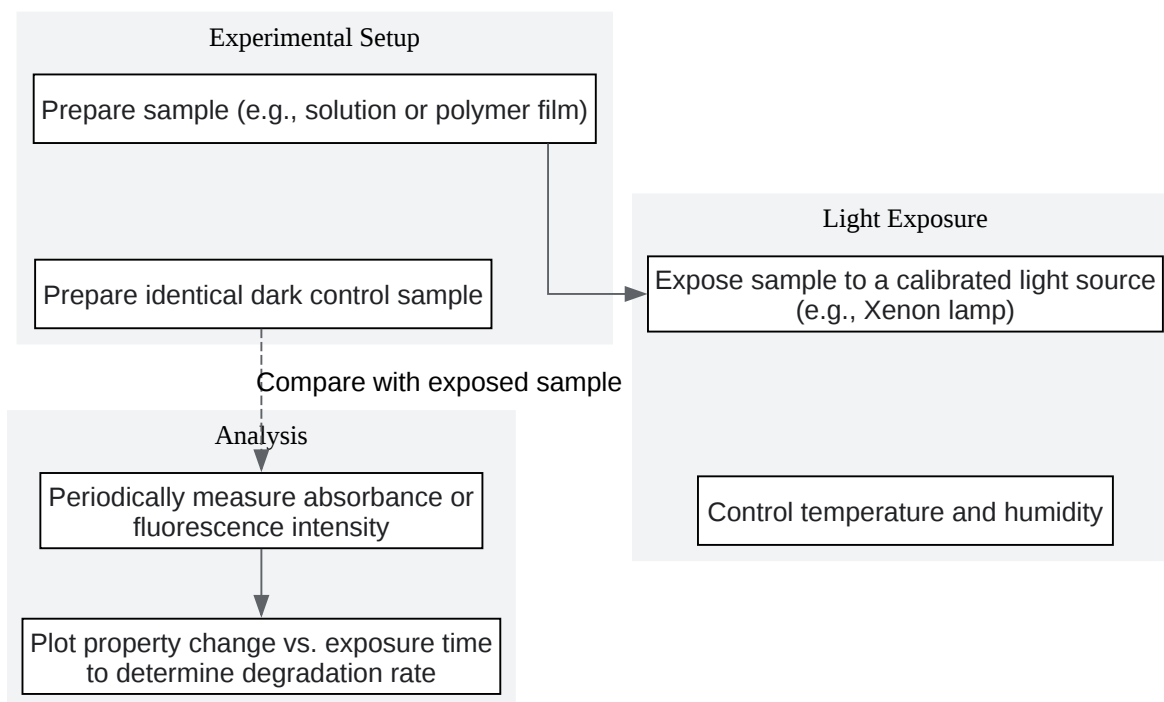 Experimental Setup
Prepare sample (e.g., solution or polymer film)
Prepare identical dark control sample
Light Exposure
Expose sample to a calibrated light source
(e.g., Xenon lamp)
Control temperature and humidity
Compare with exposed sample
Analysis
Periodically measure absorbance or
fluorescence intensity
Plot property change vs. exposure time
to determine degradation rate